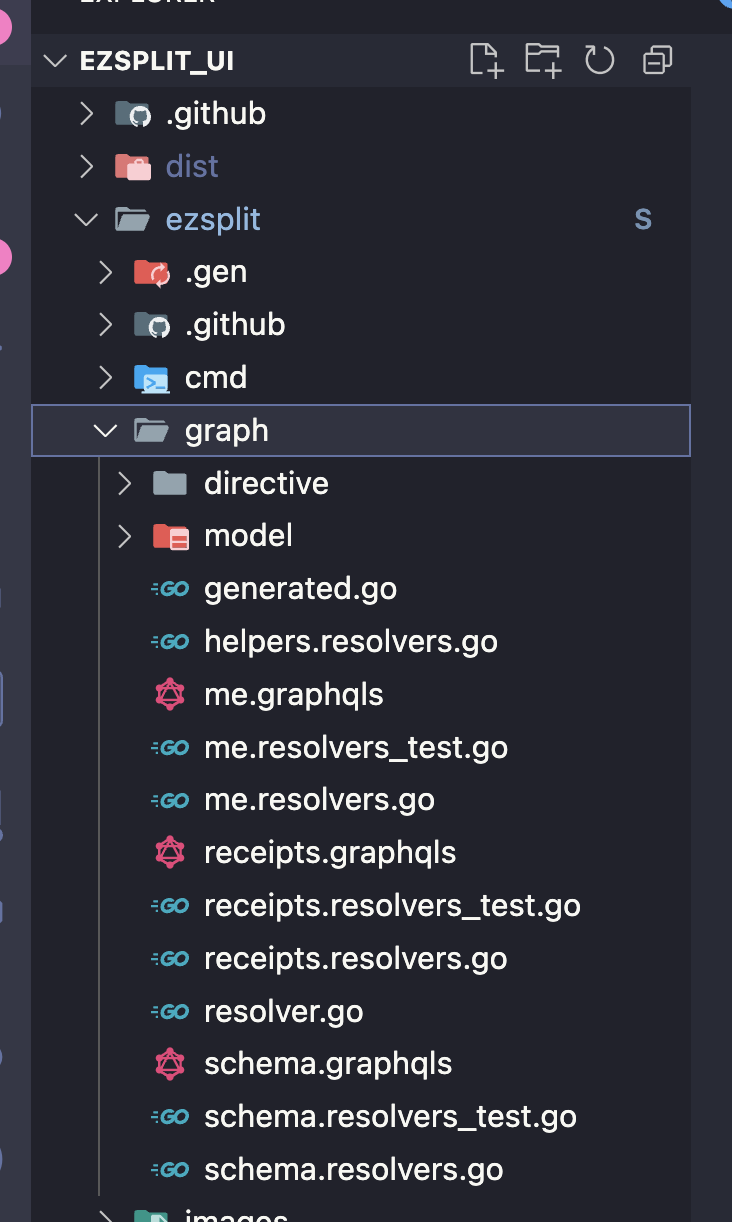 EXPLORER
EZSPLIT_UI
.github
dist
ezsplit S
.gen
.github
cmd
graph
directive
model
GO generated.go
GO helpers.resolvers.go
me.graphqls
GO me.resolvers_test.go
GO me.resolvers.go
receipts.graphqls
GO receipts.resolvers_test.go
GO receipts.resolvers.go
GO resolver.go
schema.graphqls
GO schema.resolvers_test.go
GO schema.resolvers.go
images